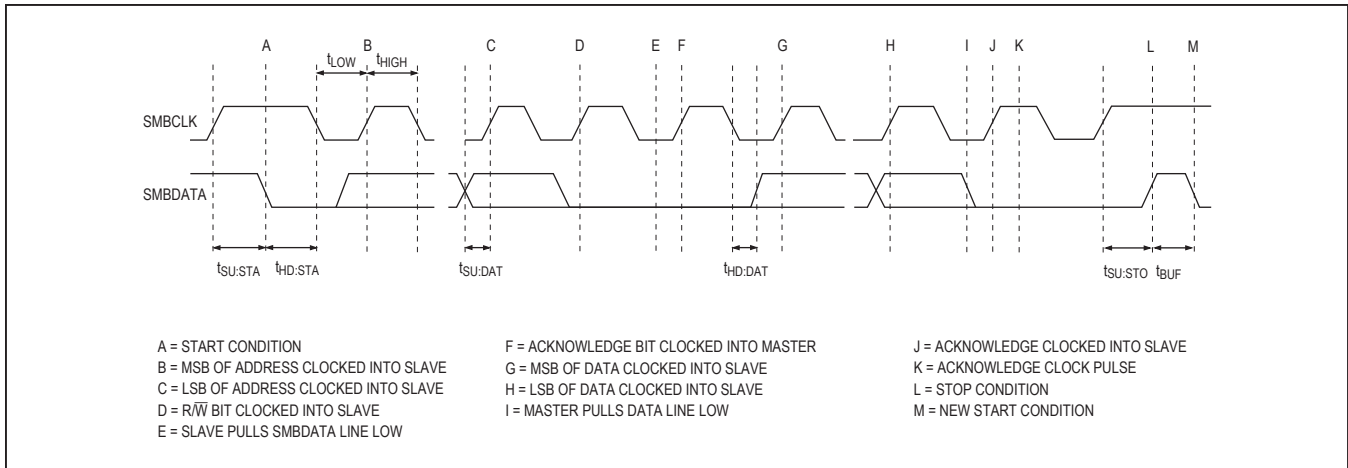 A B C D E F G H I J K L M
tLOW tHIGH
SMBCLK
SMBDATA
tSU:STA tHD:STA tSU:DAT tHD:DAT tSU:STO tBUF
A = START CONDITION
B = MSB OF ADDRESS CLOCKED INTO SLAVE
C = LSB OF ADDRESS CLOCKED INTO SLAVE
D = R/W̅ BIT CLOCKED INTO SLAVE
E = SLAVE PULLS SMBDATA LINE LOW
F = ACKNOWLEDGE BIT CLOCKED INTO MASTER
G = MSB OF DATA CLOCKED INTO SLAVE
H = LSB OF DATA CLOCKED INTO SLAVE
I = MASTER PULLS DATA LINE LOW
J = ACKNOWLEDGE CLOCKED INTO SLAVE
K = ACKNOWLEDGE CLOCK PULSE
L = STOP CONDITION
M = NEW START CONDITION